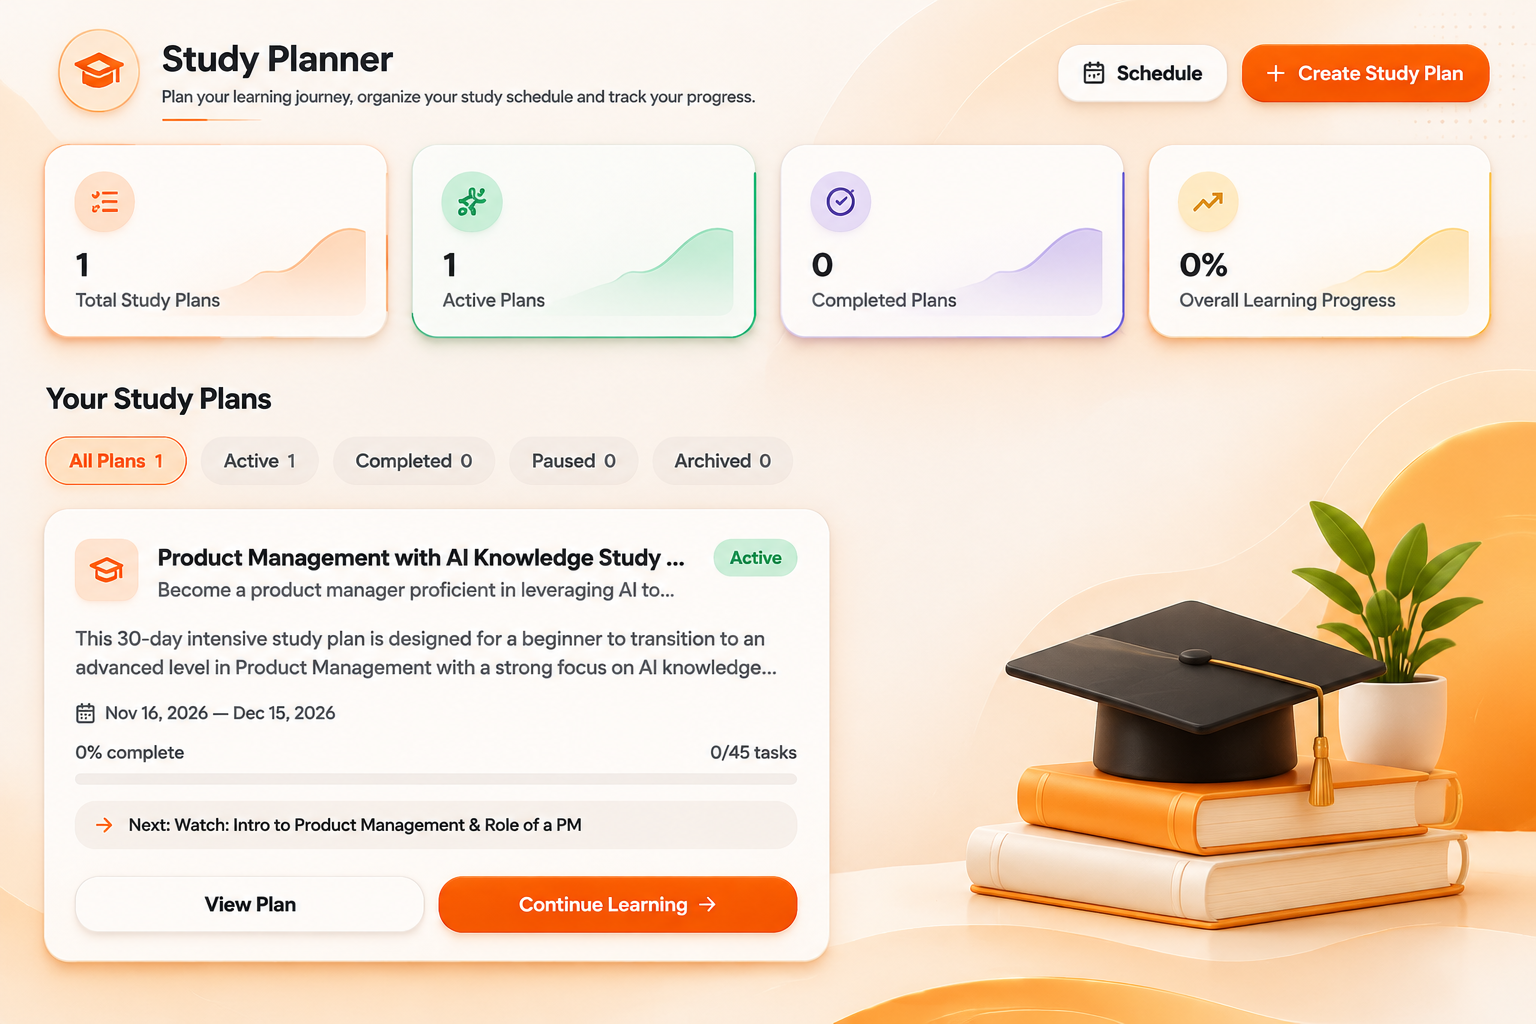 Study Planner
Plan your learning journey, organize your study schedule and track your progress.
Schedule
Create Study Plan
1
Total Study Plans
1
Active Plans
0
Completed Plans
0%
Overall Learning Progress
Your Study Plans
All Plans 1
Active 1
Completed 0
Paused 0
Archived 0
Product Management with AI Knowledge Study ...
Active
Become a product manager proficient in leveraging AI to...
This 30-day intensive study plan is designed for a beginner to transition to an
advanced level in Product Management with a strong focus on AI knowledge...
Nov 16, 2026 — Dec 15, 2026
0% complete
0/45 tasks
Next: Watch: Intro to Product Management & Role of a PM
View Plan
Continue Learning →